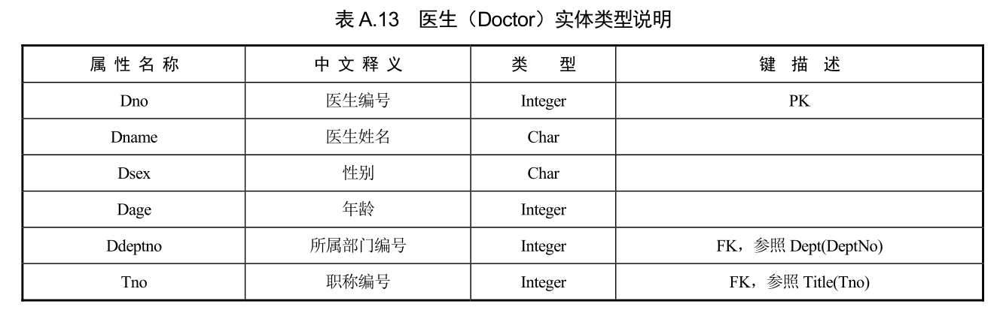 表 A.13　医生（Doctor）实体类型说明
属 性 名 称 中 文 释 义 类　　型 键　描　述
Dno 医生编号 Integer PK
Dname 医生姓名 Char
Dsex 性别 Char
Dage 年龄 Integer
Ddeptno 所属部门编号 Integer FK，参照 Dept(DeptNo)
Tno 职称编号 Integer FK，参照 Title(Tno)